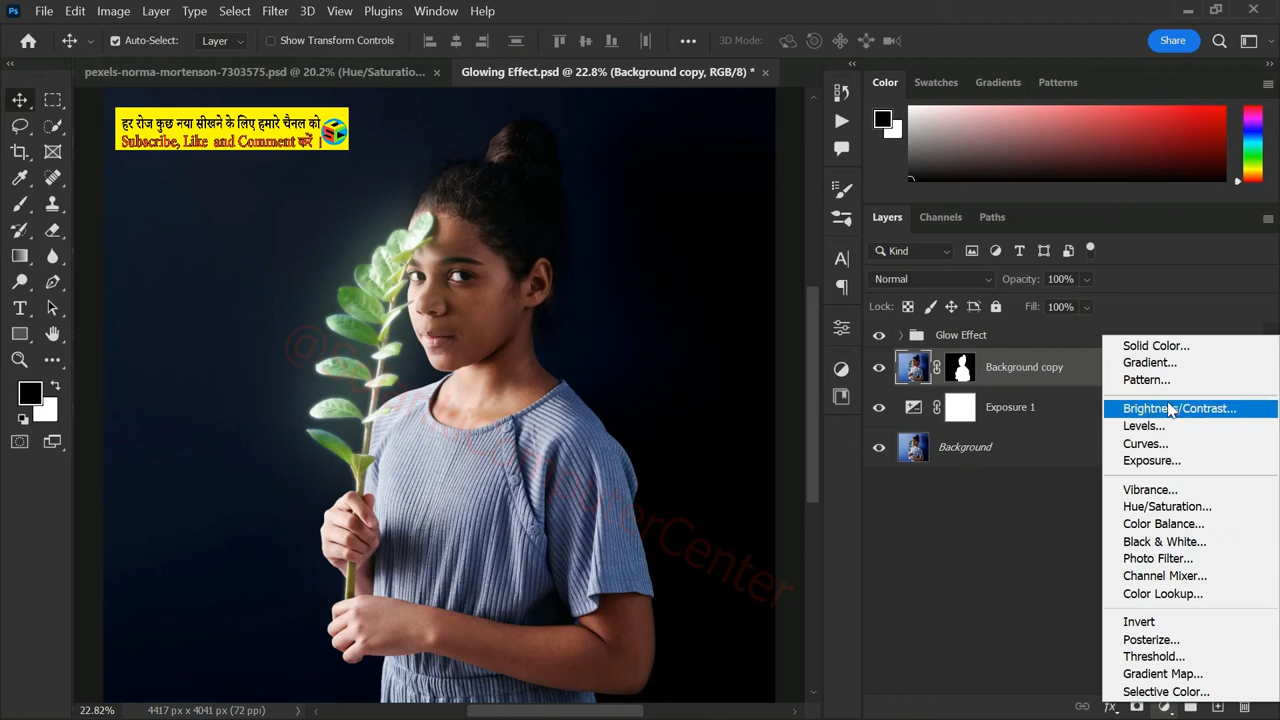 Ps File Edit Image Layer Type Select Filter 3D View Plugins Window Help
Auto-Select: Layer Show Transform Controls 3D Mode: Share
pexels-norma-mortenson-7303575.psd @ 20.2% (Hue/Saturatio... × Glowing Effect.psd @ 22.8% (Background copy, RGB/8) * ×
Color Swatches Gradients Patterns
हर रोज कुछ नया सीखने के लिए हमारे चैनल को
Subscribe, Like and Comment करें ।
Layers Channels Paths
Kind
Normal Opacity: 100%
Lock: Fill: 100%
Glow Effect
Background copy
Exposure 1
Background
Solid Color...
Gradient...
Pattern...
Brightness/Contrast...
Levels...
Curves...
Exposure...
Vibrance...
Hue/Saturation...
Color Balance...
Black & White...
Photo Filter...
Channel Mixer...
Color Lookup...
Invert
Posterize...
Threshold...
Gradient Map...
Selective Color...
22.82% 4417 px x 4041 px (72 ppi)
fx